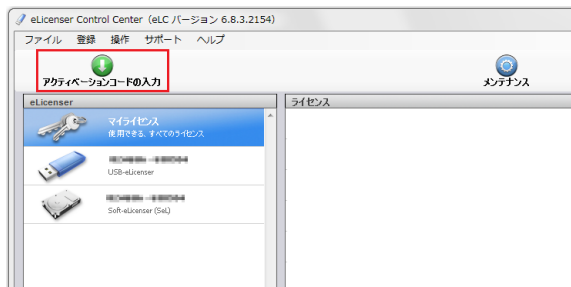 eLicenser Control Center (eLC バージョン 6.8.3.2154)
ファイル 登録 操作 サポート ヘルプ
アクティベーションコードの入力
メンテナンス
eLicenser
ライセンス
マイライセンス
使用できる、すべてのライセンス
USB-eLicenser
Soft-eLicenser (SeL)